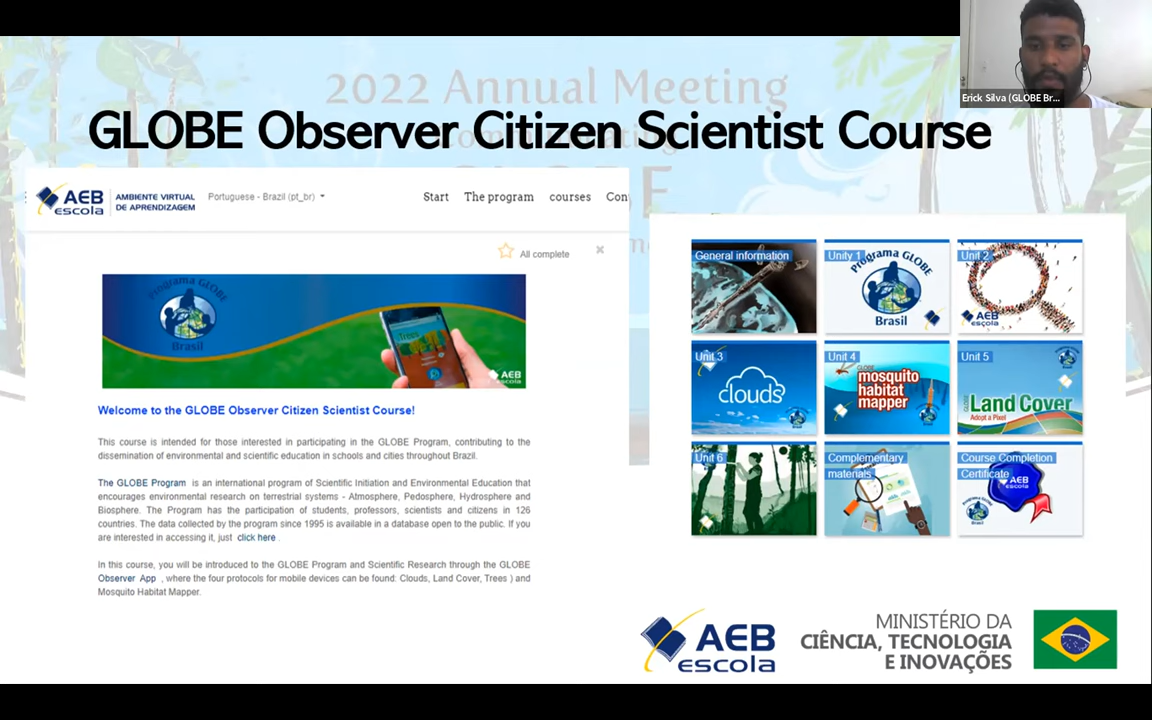 2022 Annual Meeting
GLOBE Observer Citizen Scientist Course
Erick Silva (GLOBE Br...
AEB
escola
AMBIENTE VIRTUAL
DE APRENDIZAGEM
Portuguese - Brazil (pt_br)
Start The program courses Con
All complete
Programa GLOBE
Brasil
Trees
AEB
escola
Welcome to the GLOBE Observer Citizen Scientist Course!
This course is intended for those interested in participating in the GLOBE Program, contributing to the
dissemination of environmental and scientific education in schools and cities throughout Brazil.
The GLOBE Program is an international program of Scientific Initiation and Environmental Education that
encourages environmental research on terrestrial systems - Atmosphere, Pedosphere, Hydrosphere and
Biosphere. The Program has the participation of students, professors, scientists and citizens in 126
countries. The data collected by the program since 1995 is available in a database open to the public. If you
are interested in accessing it, just click here .
In this course, you will be introduced to the GLOBE Program and Scientific Research through the GLOBE
Observer App , where the four protocols for mobile devices can be found: Clouds, Land Cover, Trees ) and
Mosquito Habitat Mapper.
General information
Unity 1
Programa GLOBE
Brasil
Unit 2
AEB
escola
Unit 3
clouds
Unit 4
GLOBE
mosquito
habitat
mapper
Unit 5
GLOBE
Land Cover
Adopt a Pixel
Unit 6
Complementary
materials
Course Completion
Certificate
AEB
escola
AEB
escola
MINISTÉRIO DA
CIÊNCIA, TECNOLOGIA
E INOVAÇÕES